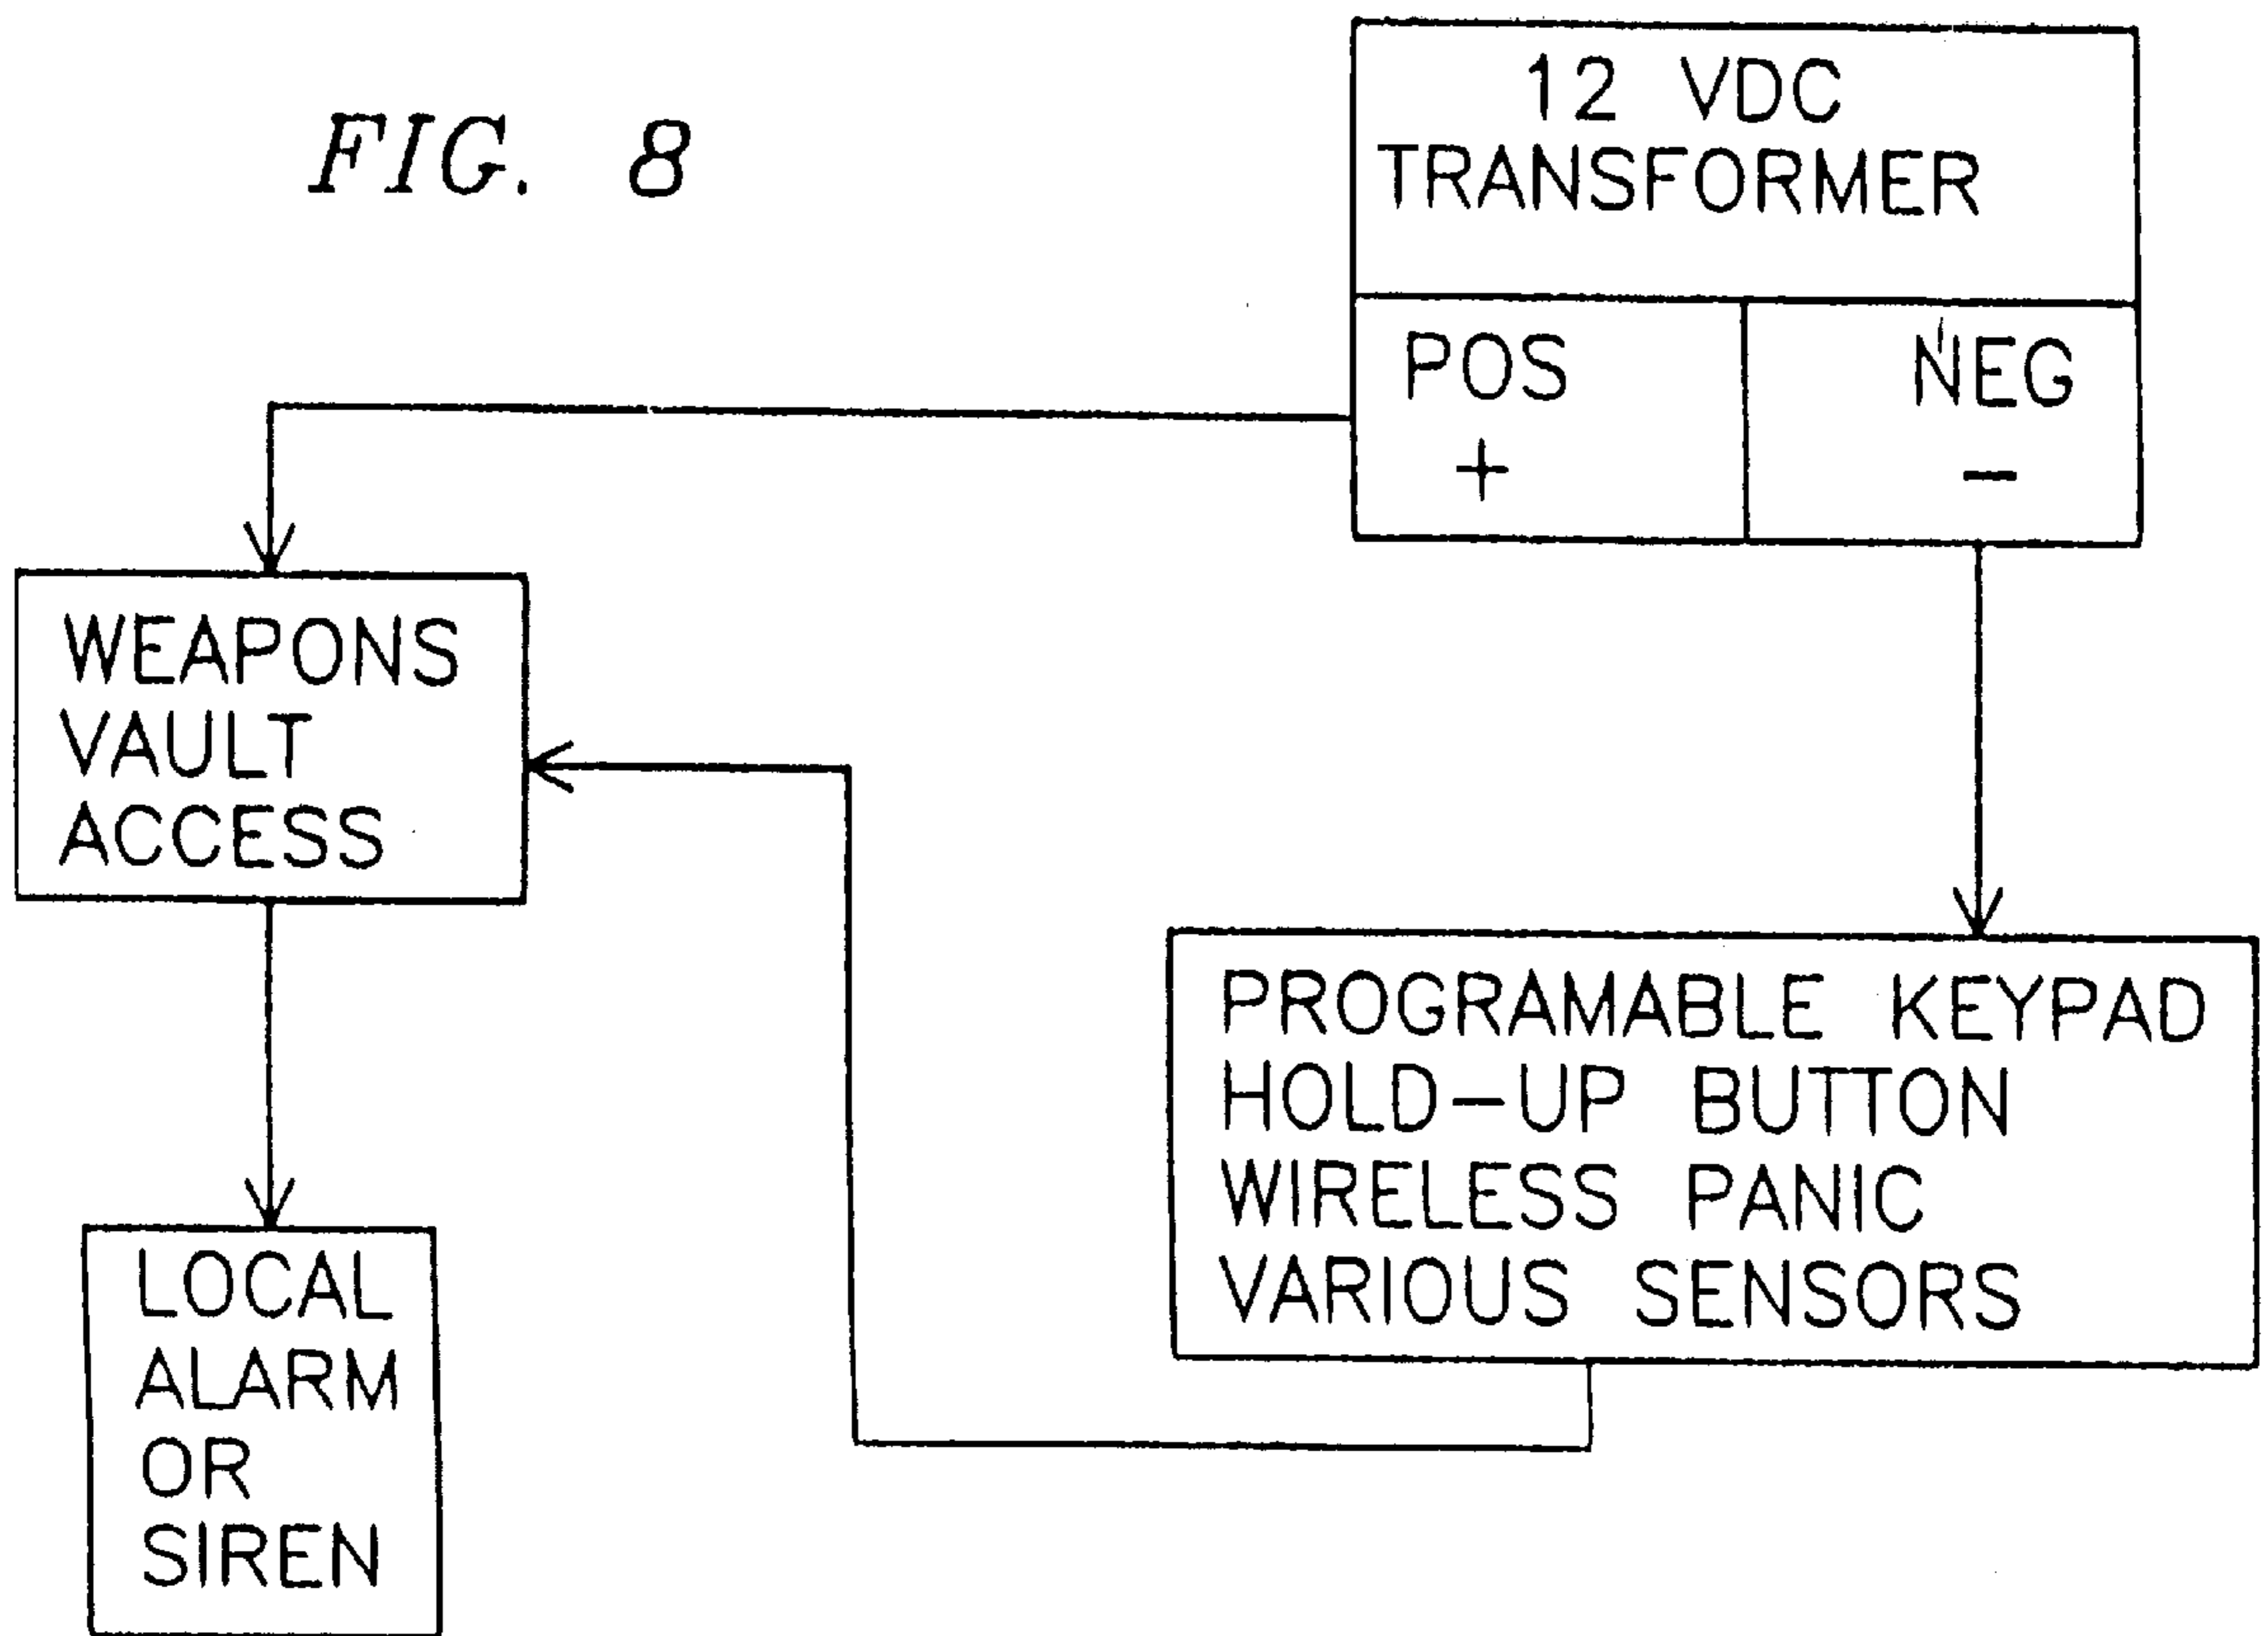 FIG. 8
12 VDC
TRANSFORMER
POS
+
NEG
-
WEAPONS
VAULT
ACCESS
PROGRAMABLE KEYPAD
HOLD-UP BUTTON
WIRELESS PANIC
VARIOUS SENSORS
LOCAL
ALARM
OR
SIREN